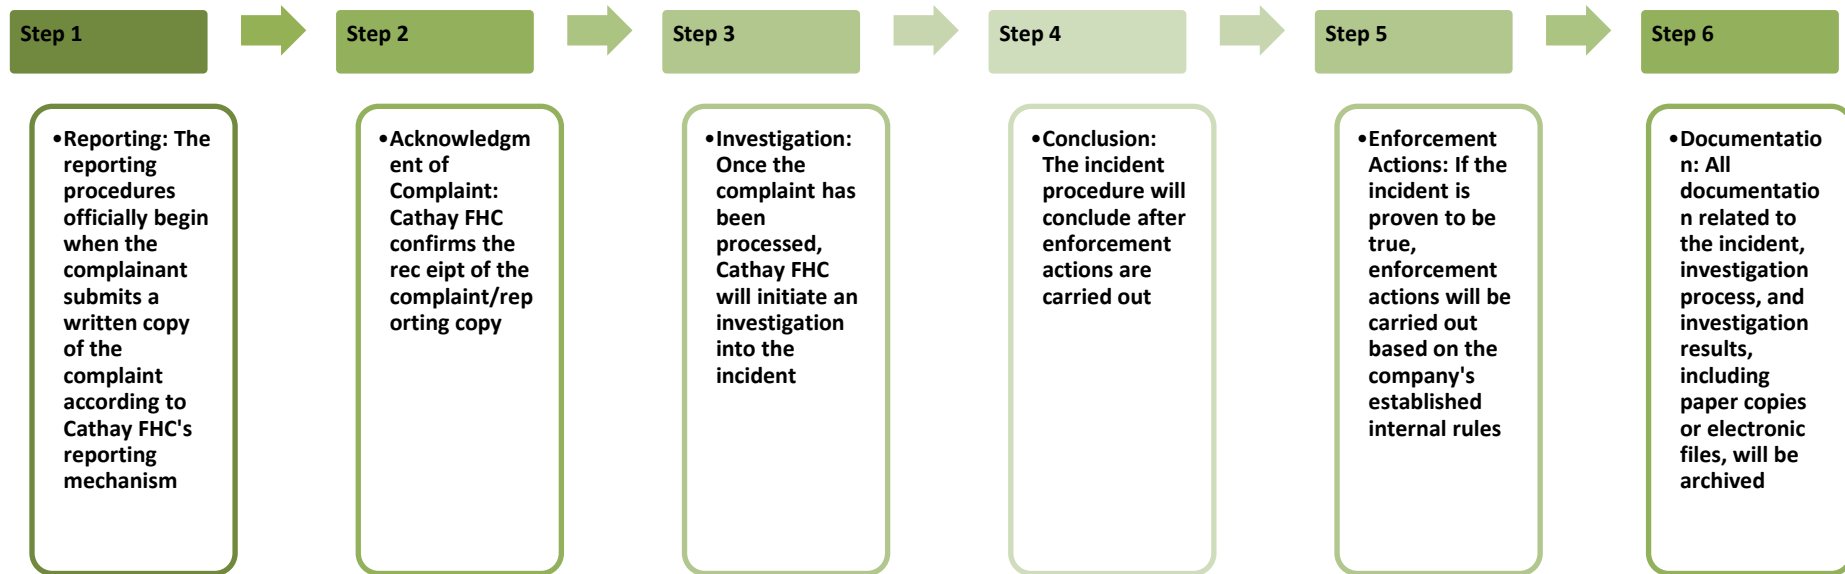 Step 1
Step 2
Step 3
Step 4
Step 5
Step 6
•Reporting: The
reporting
procedures
officially begin
when the
complainant
submits a
written copy
of the
complaint
according to
Cathay FHC's
reporting
mechanism
•Acknowledgm
ent of
Complaint:
Cathay FHC
confirms the
rec eipt of the
complaint/rep
orting copy
•Investigation:
Once the
complaint has
been
processed,
Cathay FHC
will initiate an
investigation
into the
incident
•Conclusion:
The incident
procedure will
conclude after
enforcement
actions are
carried out
•Enforcement
Actions: If the
incident is
proven to be
true,
enforcement
actions will be
carried out
based on the
company's
established
internal rules
•Documentatio
n: All
documentatio
n related to
the incident,
investigation
process, and
investigation
results,
including
paper copies
or electronic
files, will be
archived